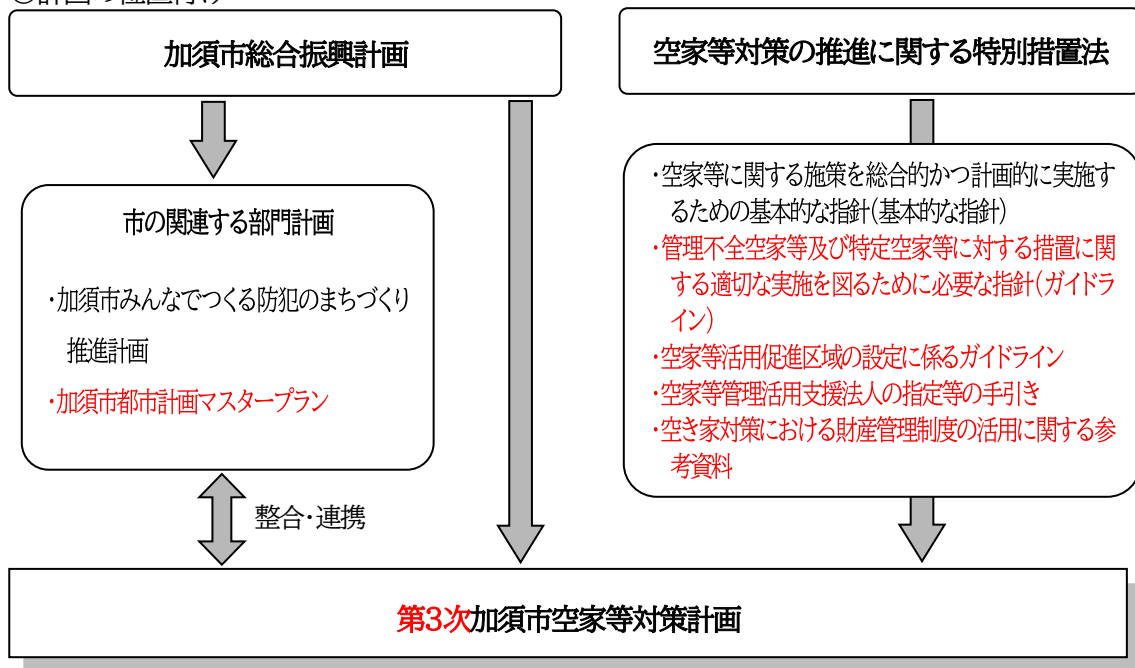 加須市総合振興計画
空家等対策の推進に関する特別措置法
市の関連する部門計画
・加須市みんなでつくる防犯のまちづくり
推進計画
・加須市都市計画マスタープラン
・空家等に関する施策を総合的かつ計画的に実施す
るための基本的な指針(基本的な指針)
・管理不全空家等及び特定空家等に対する措置に関
する適切な実施を図るために必要な指針(ガイドラ
イン)
・空家等活用促進区域の設定に係るガイドライン
・空家等管理活用支援法人の指定等の手引き
・空き家対策における財産管理制度の活用に関する参
考資料
整合・連携
第3次加須市空家等対策計画